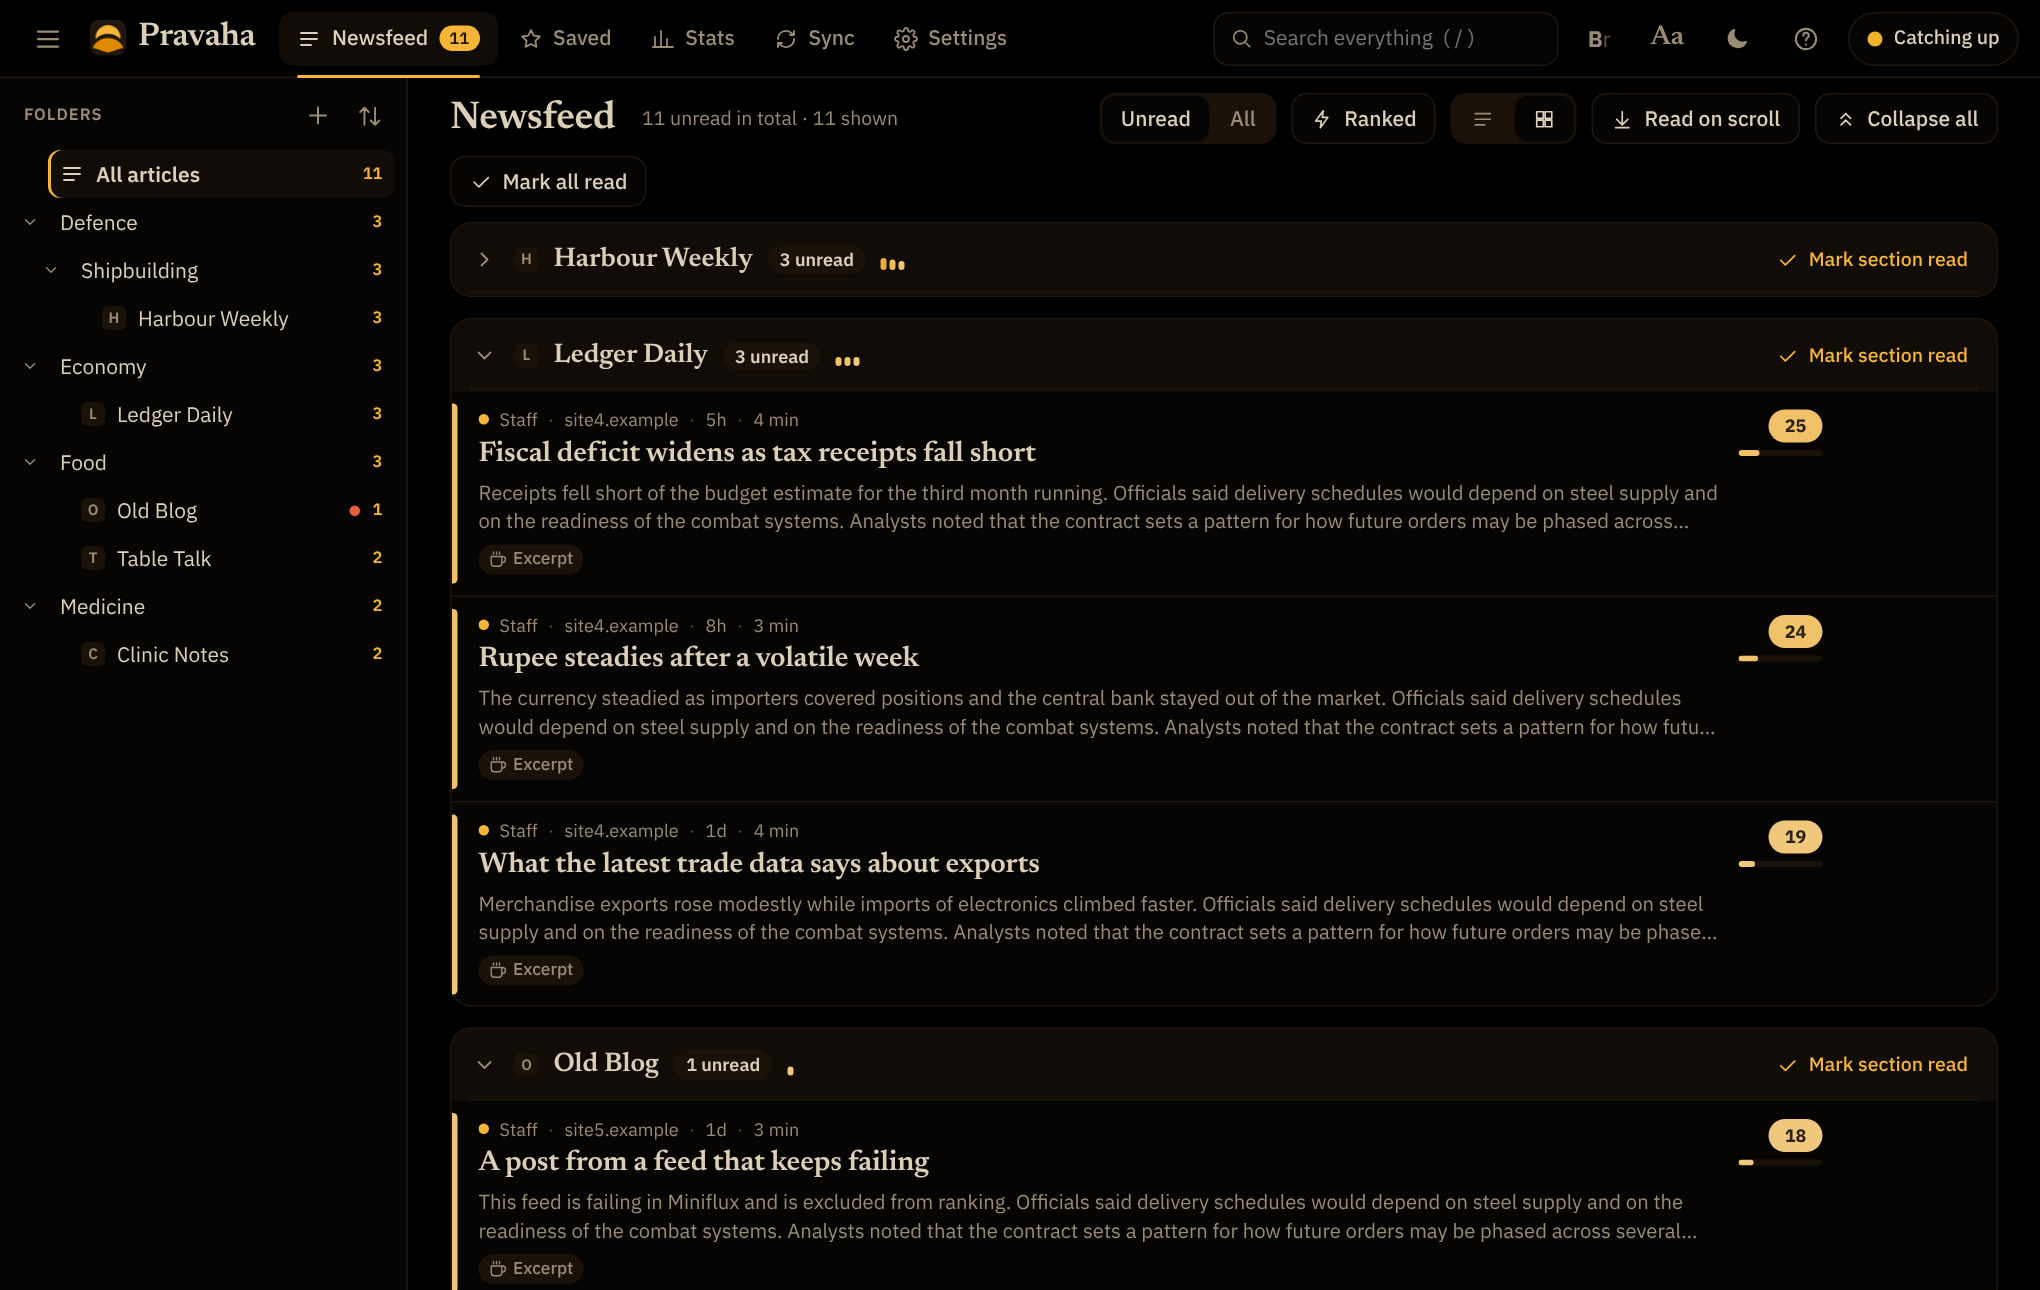 Pravaha
Newsfeed 11
Saved
Stats
Sync
Settings
Search everything ( / )
Br
Aa
Catching up
FOLDERS
All articles 11
Defence 3
Shipbuilding 3
H Harbour Weekly 3
Economy 3
L Ledger Daily 3
Food 3
O Old Blog 1
T Table Talk 2
Medicine 2
C Clinic Notes 2
Newsfeed
11 unread in total · 11 shown
Unread All
Ranked
Read on scroll
Collapse all
Mark all read
H Harbour Weekly 3 unread
Mark section read
L Ledger Daily 3 unread
Mark section read
Staff · site4.example · 5h · 4 min
25
Fiscal deficit widens as tax receipts fall short
Receipts fell short of the budget estimate for the third month running. Officials said delivery schedules would depend on steel supply and
on the readiness of the combat systems. Analysts noted that the contract sets a pattern for how future orders may be phased across...
Excerpt
Staff · site4.example · 8h · 3 min
24
Rupee steadies after a volatile week
The currency steadied as importers covered positions and the central bank stayed out of the market. Officials said delivery schedules
would depend on steel supply and on the readiness of the combat systems. Analysts noted that the contract sets a pattern for how futu...
Excerpt
Staff · site4.example · 1d · 4 min
19
What the latest trade data says about exports
Merchandise exports rose modestly while imports of electronics climbed faster. Officials said delivery schedules would depend on steel
supply and on the readiness of the combat systems. Analysts noted that the contract sets a pattern for how future orders may be phase...
Excerpt
O Old Blog 1 unread
Mark section read
Staff · site5.example · 1d · 3 min
18
A post from a feed that keeps failing
This feed is failing in Miniflux and is excluded from ranking. Officials said delivery schedules would depend on steel supply and on the
readiness of the combat systems. Analysts noted that the contract sets a pattern for how future orders may be phased across several...
Excerpt